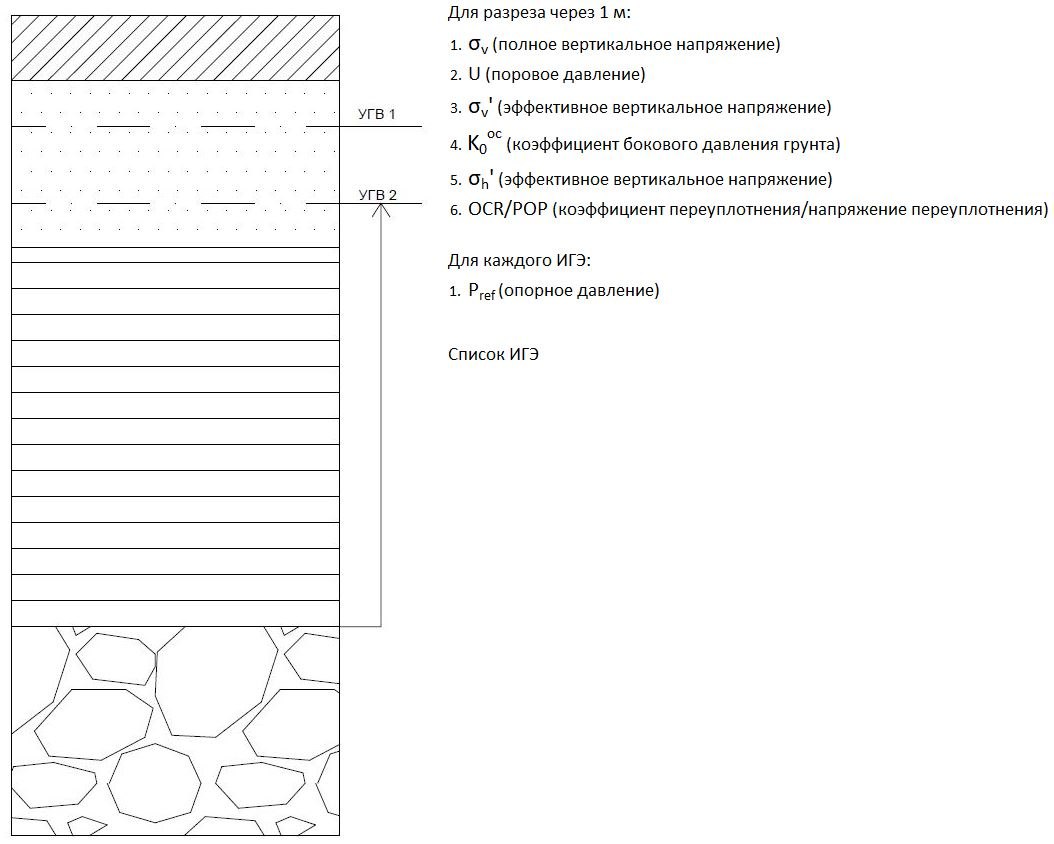 Для разреза через 1 м:
1. σv (полное вертикальное напряжение)
2. U (поровое давление)
УГВ 1
3. σv' (эффективное вертикальное напряжение)
4. K0oc (коэффициент бокового давления грунта)
5. σh' (эффективное вертикальное напряжение)
УГВ 2
6. OCR/POP (коэффициент переуплотнения/напряжение переуплотнения)
Для каждого ИГЭ:
1. Pref (опорное давление)
Список ИГЭ